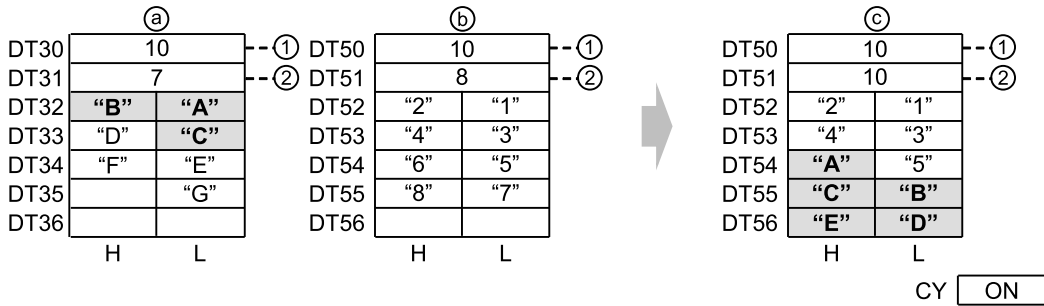 ⓐ ⓑ ⓒ
DT30 10 ① DT50 10 ① DT50 10 ①
DT31 7 ② DT51 8 ② DT51 10 ②
DT32 “B” “A” DT52 “2” “1” DT52 “2” “1”
DT33 “D” “C” DT53 “4” “3” DT53 “4” “3”
DT34 “F” “E” DT54 “6” “5” DT54 “A” “5”
DT35 “G” DT55 “8” “7” DT55 “C” “B”
DT36 DT56 DT56 “E” “D”
H L H L H L
CY ON